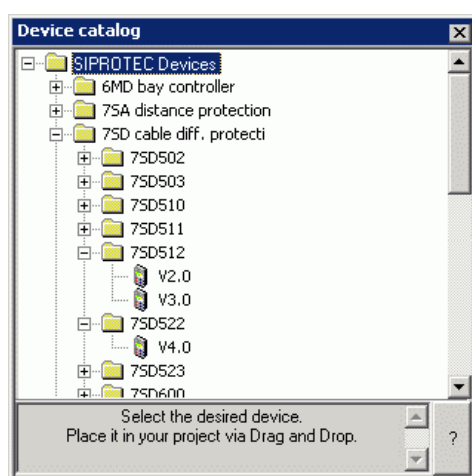 Device catalog
SIPROTEC Devices
6MD bay controller
7SA distance protection
7SD cable diff. protecti
7SD502
7SD503
7SD510
7SD511
7SD512
V2.0
V3.0
7SD522
V4.0
7SD523
7SD600
Select the desired device.
Place it in your project via Drag and Drop.
?